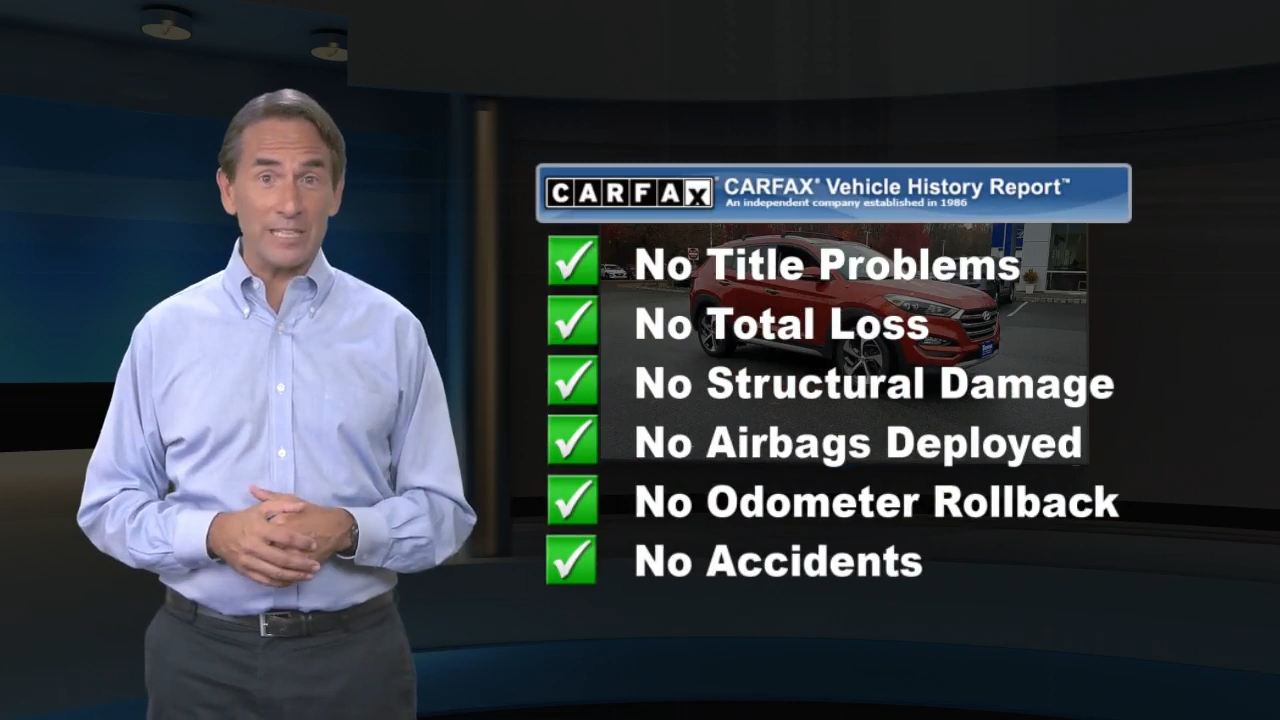 CARFAX
CARFAX® Vehicle History Report™
An independent company established in 1986
No Title Problems
No Total Loss
No Structural Damage
No Airbags Deployed
No Odometer Rollback
No Accidents